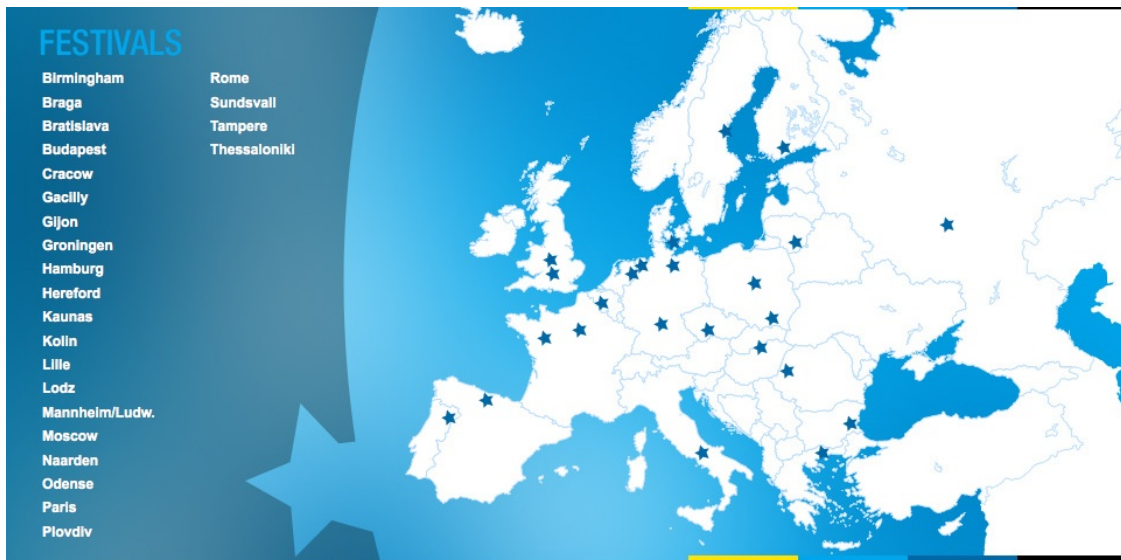 FESTIVALS
Birmingham
Braga
Bratislava
Budapest
Cracow
Gacilly
Gijon
Groningen
Hamburg
Hereford
Kaunas
Kolin
Lille
Lodz
Mannheim/Ludw.
Moscow
Naarden
Odense
Paris
Plovdiv
Rome
Sundsvall
Tampere
Thessaloniki